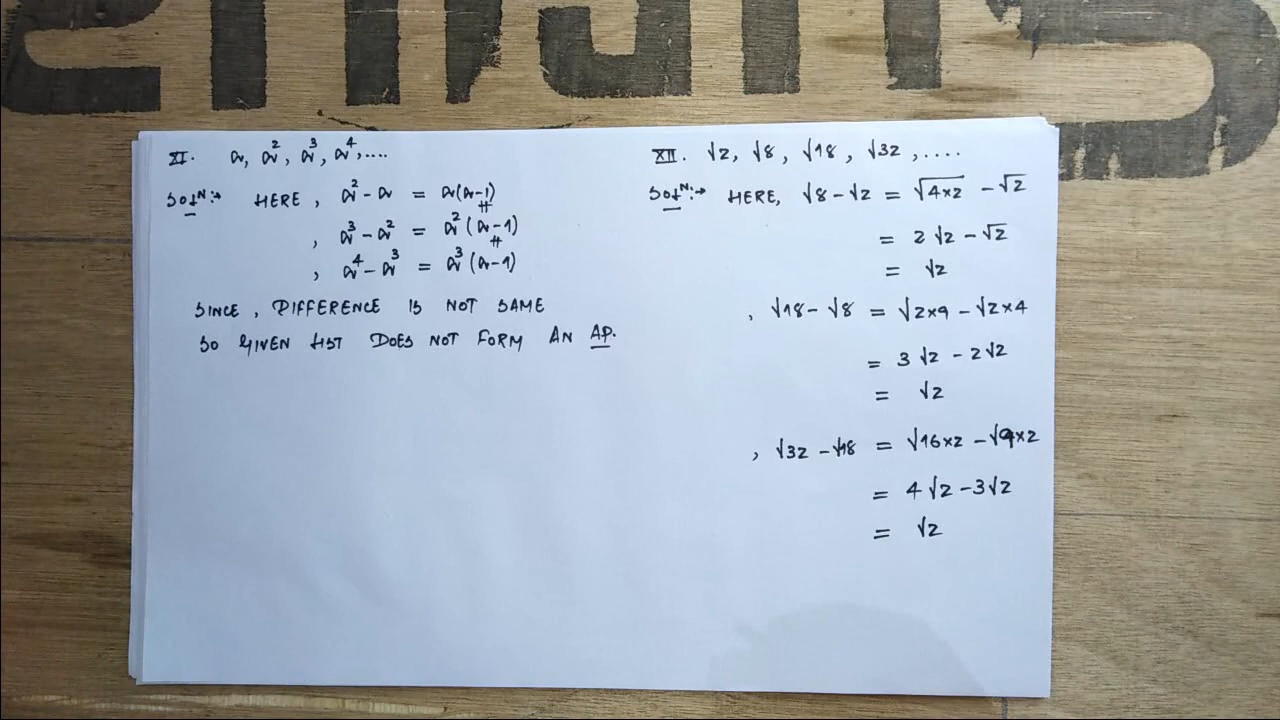 XI. a, a², a³, a⁴,....
Solᴺ:→ HERE, a² - a = a(a-1)
, a³ - a² = a²(a-1)
, a⁴ - a³ = a³(a-1)
SINCE, DIFFERENCE IS NOT SAME
SO GIVEN LIST DOES NOT FORM AN AP.
XII. √2, √8, √18, √32,....
Solᴺ:→ HERE, √8 - √2 = √4×2 - √2
= 2√2 - √2
= √2
, √18 - √8 = √2×9 - √2×4
= 3√2 - 2√2
= √2
, √32 - √18 = √16×2 - √9×2
= 4√2 - 3√2
= √2